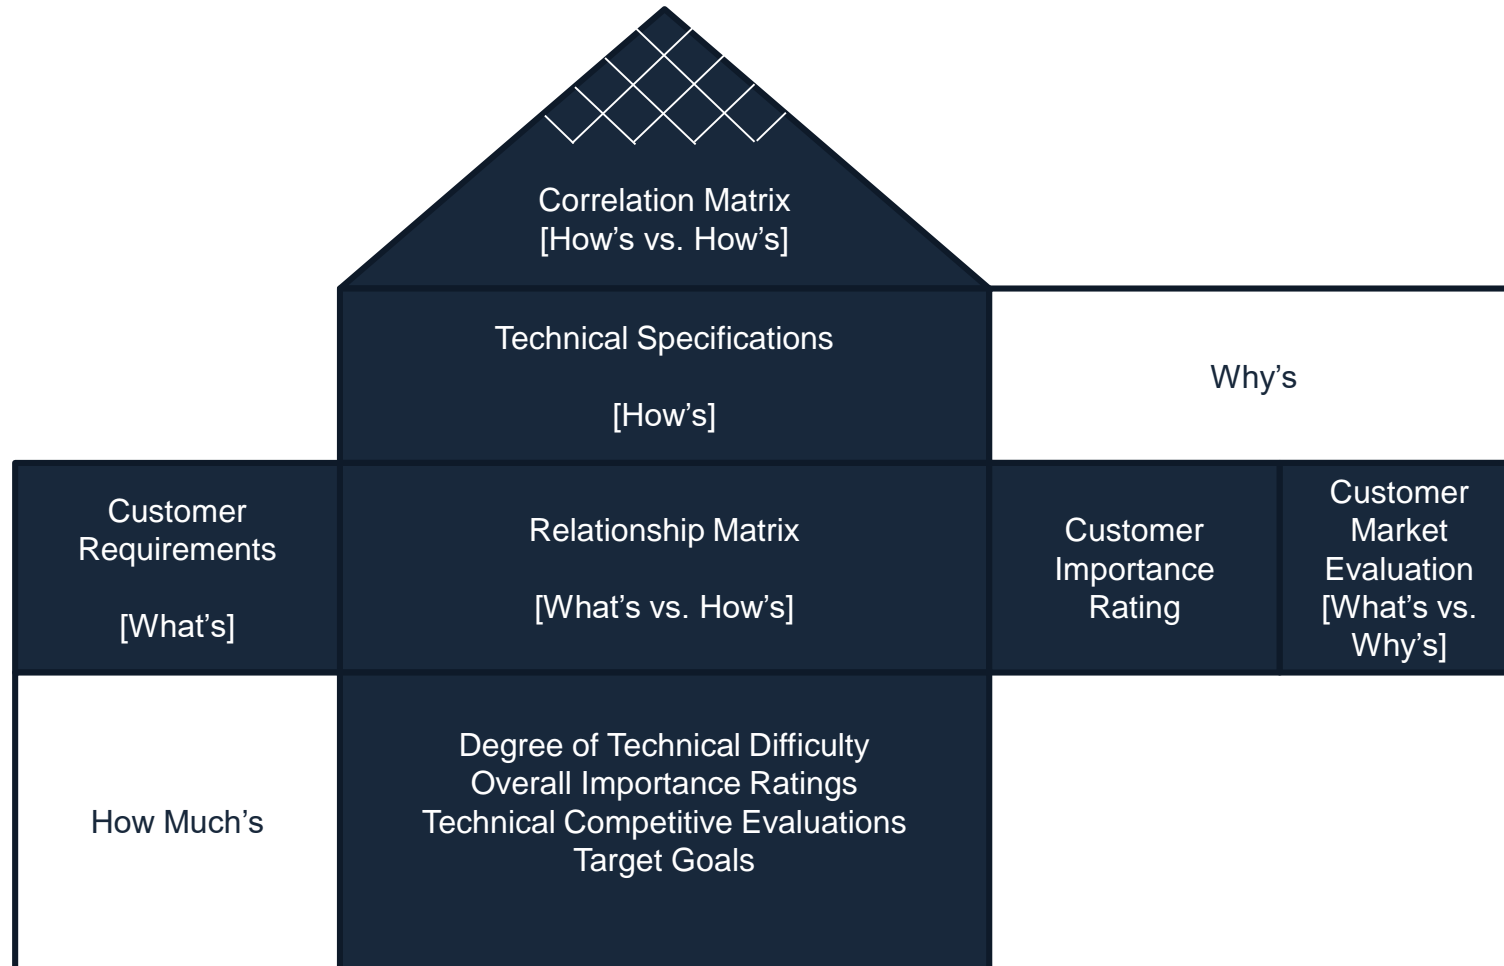 Correlation Matrix
[How’s vs. How’s]
Technical Specifications
[How’s]
Why’s
Customer
Requirements
[What’s]
Relationship Matrix
[What’s vs. How’s]
Customer
Importance
Rating
Customer
Market
Evaluation
[What’s vs.
Why’s]
How Much’s
Degree of Technical Difficulty
Overall Importance Ratings
Technical Competitive Evaluations
Target Goals